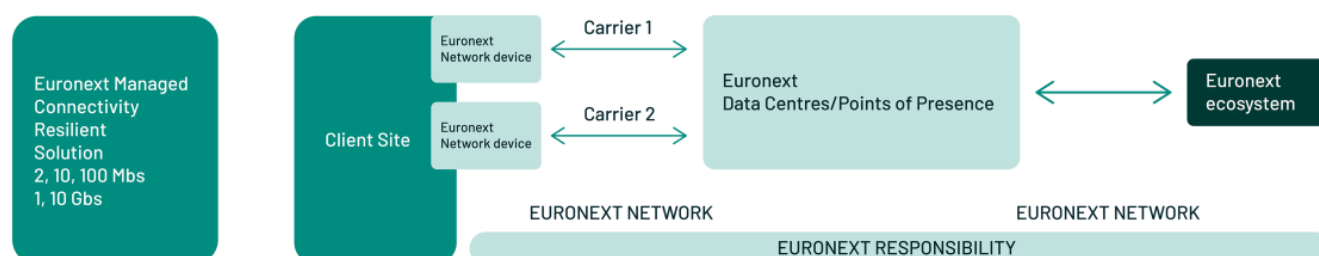 Euronext Managed
Connectivity
Resilient
Solution
2, 10, 100 Mbs
1, 10 Gbs
Client Site
Euronext
Network device
Euronext
Network device
Carrier 1
Carrier 2
Euronext
Data Centres/Points of Presence
Euronext
ecosystem
EURONEXT NETWORK
EURONEXT NETWORK
EURONEXT RESPONSIBILITY